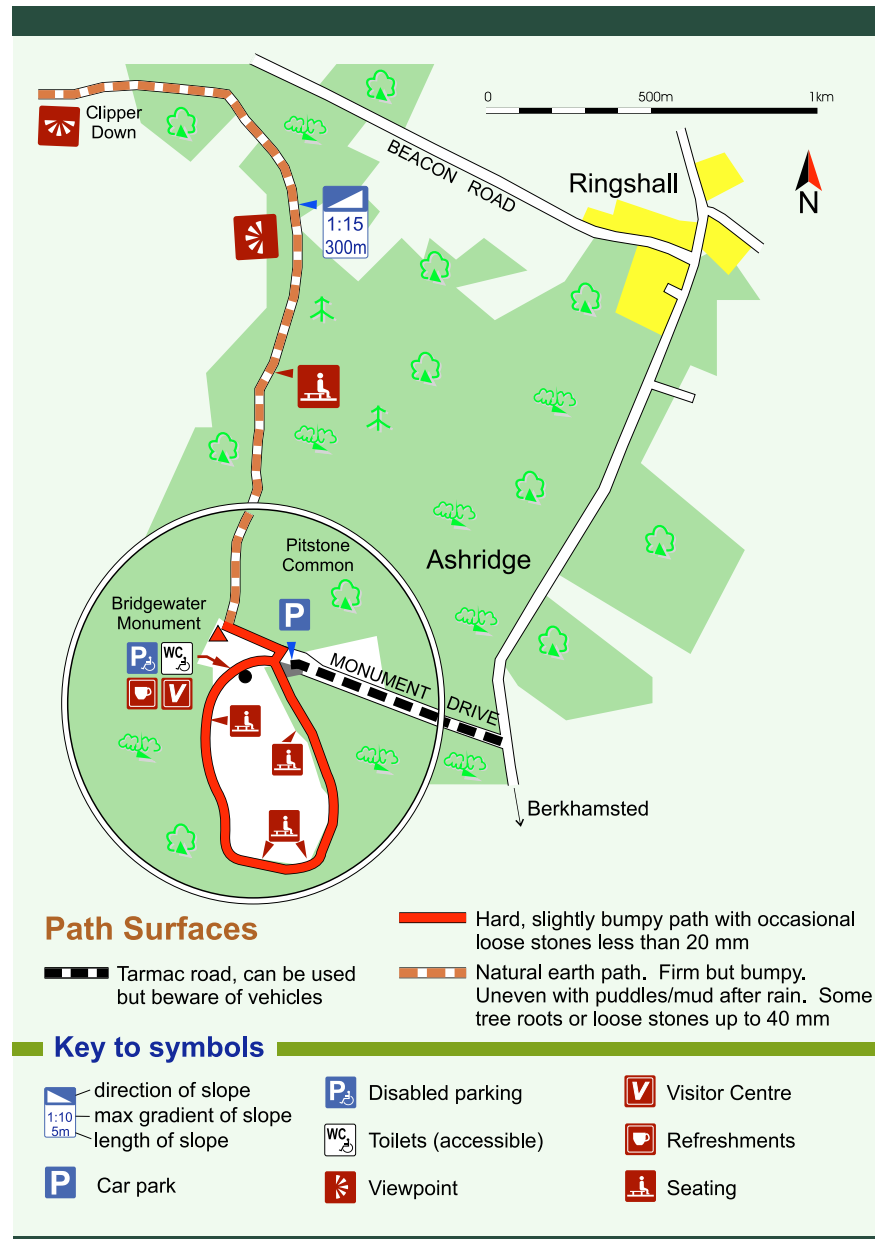 Clipper
Down
0 500m 1km
BEACON ROAD
Ringshall
N
1:15
300m
Pitstone
Common
Ashridge
Bridgewater
Monument
P
P
WC
V
MONUMENT DRIVE
Berkhamsted
Path Surfaces
Tarmac road, can be used
but beware of vehicles
Hard, slightly bumpy path with occasional
loose stones less than 20 mm
Natural earth path. Firm but bumpy.
Uneven with puddles/mud after rain. Some
tree roots or loose stones up to 40 mm
Key to symbols
1:10
5m
direction of slope
max gradient of slope
length of slope
P Car park
P Disabled parking
WC Toilets (accessible)
Viewpoint
V Visitor Centre
Refreshments
Seating